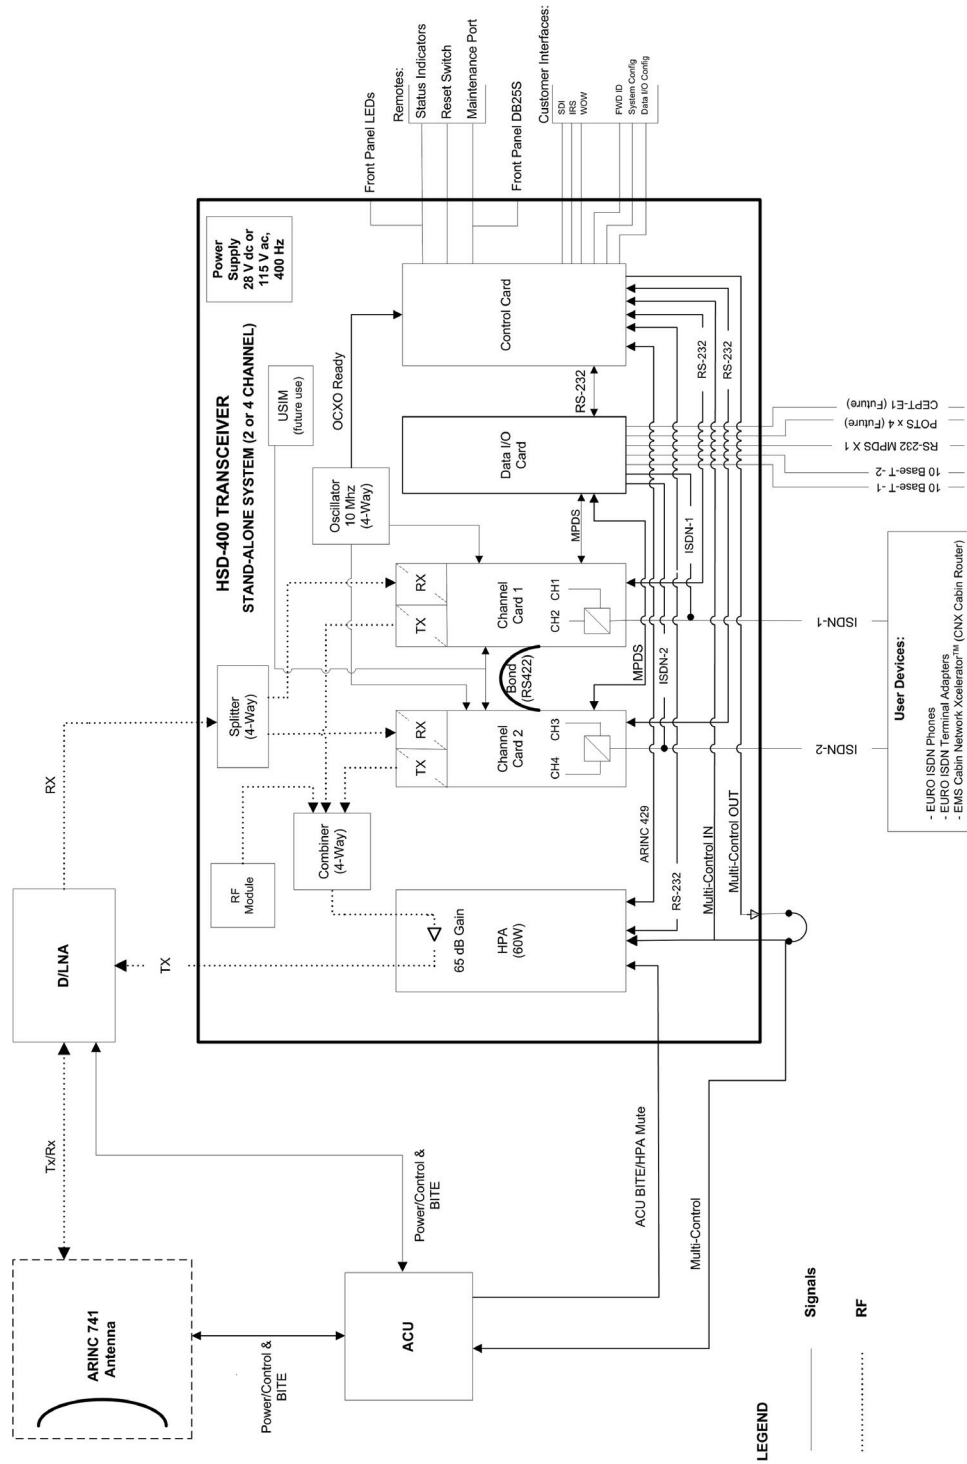 HSD-400 TRANSCEIVER
STAND-ALONE SYSTEM (2 or 4 CHANNEL)
Power
Supply
28 V dc or
115 V ac,
400 Hz
ARINC 741
Antenna
Tx/Rx
D/LNA
RX
TX
Power/Control &
BITE
Power/Control &
BITE
ACU
ACU BITE/HPA Mute
Multi-Control
RF
Module
Splitter
(4-Way)
Combiner
(4-Way)
USIM
(future use)
Oscillator
10 Mhz
(4-Way)
OCXO Ready
65 dB Gain
HPA
(60W)
TX
RX
Channel
Card 2
CH4
CH3
Bond
(RS422)
TX
RX
Channel
Card 1
CH2
CH1
MPDS
MPDS
Data I/O
Card
RS-232
Control Card
ISDN-2
ISDN-1
ARINC 429
RS-232
Multi-Control IN
Multi-Control OUT
RS-232
RS-232
Front Panel LEDs
Remotes:
Status Indicators
Reset Switch
Maintenance Port
Front Panel DB25S
Customer Interfaces:
SDI
IRS
WOW
FWD ID
System Config
Data I/O Config
CEPT-E1 (Future)
POTS x 4 (Future)
RS-232 MPDS X 1
10 Base-T-2
10 Base-T-1
ISDN-2
ISDN-1
User Devices:
- EURO ISDN Phones
- EURO ISDN Terminal Adapters
- EMS Cabin Network Xcelerator™ (CNX Cabin Router)
LEGEND
Signals
RF